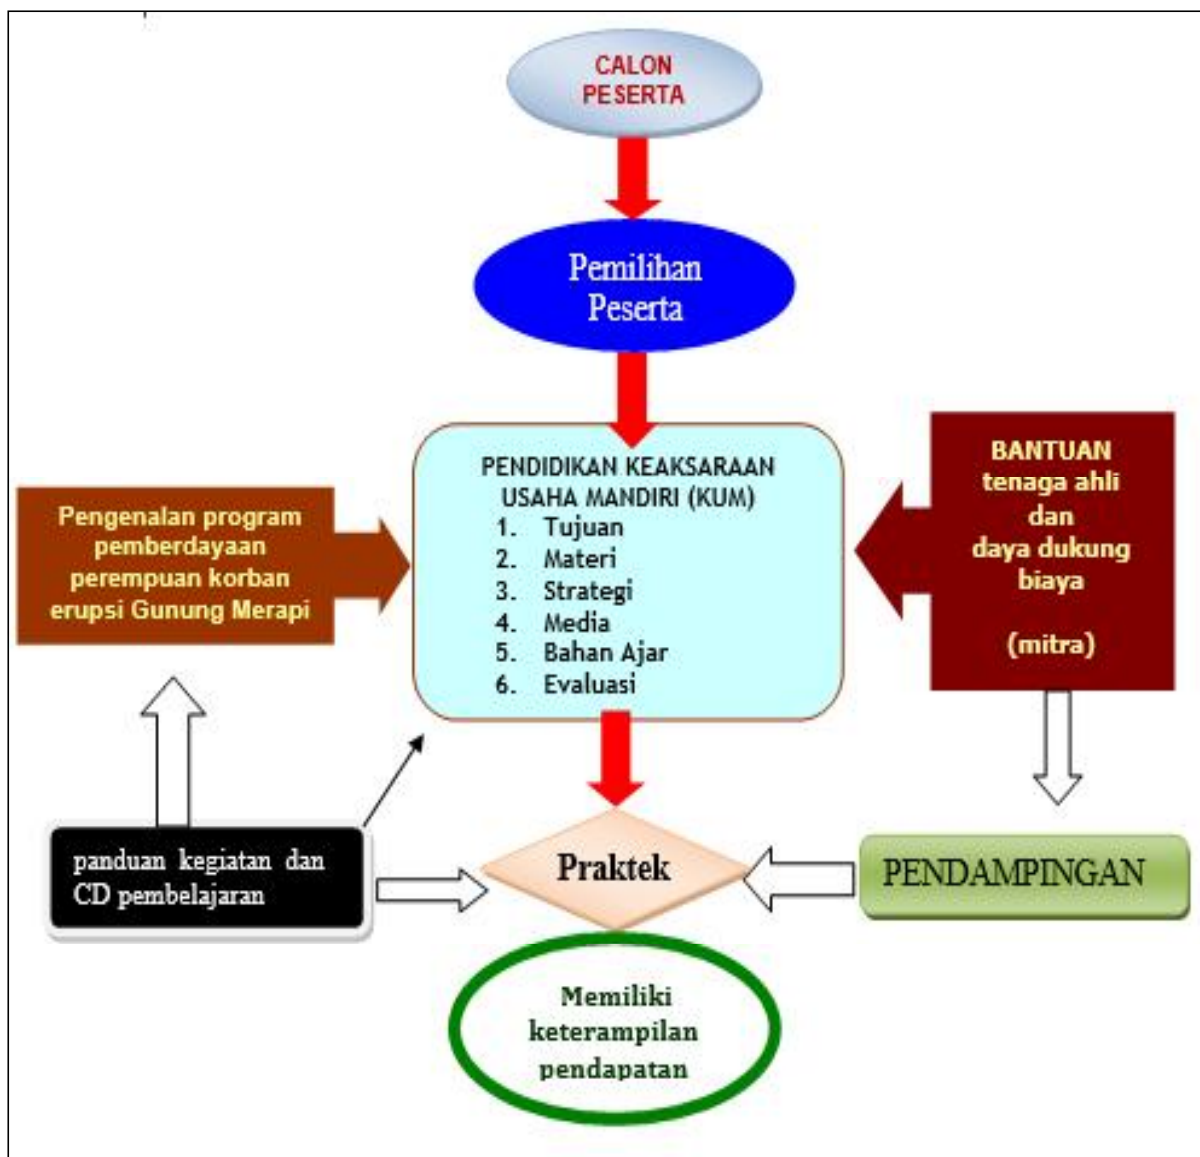 CALON
PESERTA
Pemilihan
Peserta
PENDIDIKAN KEAKSARAAN
USAHA MANDIRI (KUM)
1. Tujuan
2. Materi
3. Strategi
4. Media
5. Bahan Ajar
6. Evaluasi
Pengenalan program
pemberdayaan
perempuan korban
erupsi Gunung Merapi
BANTUAN
tenaga ahli
dan
daya dukung
biaya
(mitra)
panduan kegiatan dan
CD pembelajaran
Praktek
PENDAMPINGAN
Memiliki
keterampilan
pendapatan